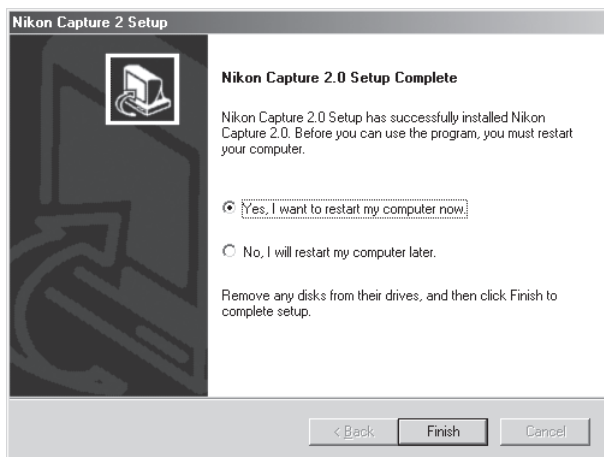 Nikon Capture 2 Setup
Nikon Capture 2.0 Setup Complete
Nikon Capture 2.0 Setup has successfully installed Nikon
Capture 2.0. Before you can use the program, you must restart
your computer.
Yes, I want to restart my computer now.
No, I will restart my computer later.
Remove any disks from their drives, and then click Finish to
complete setup.
< Back
Finish
Cancel